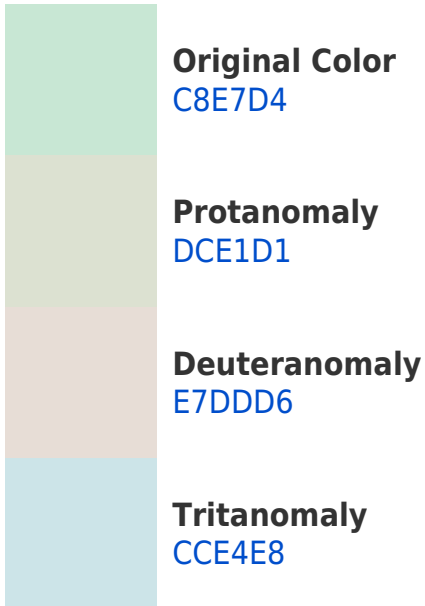 Original Color
C8E7D4
Protanomaly
DCE1D1
Deuteranomaly
E7DDD6
Tritanomaly
CCE4E8